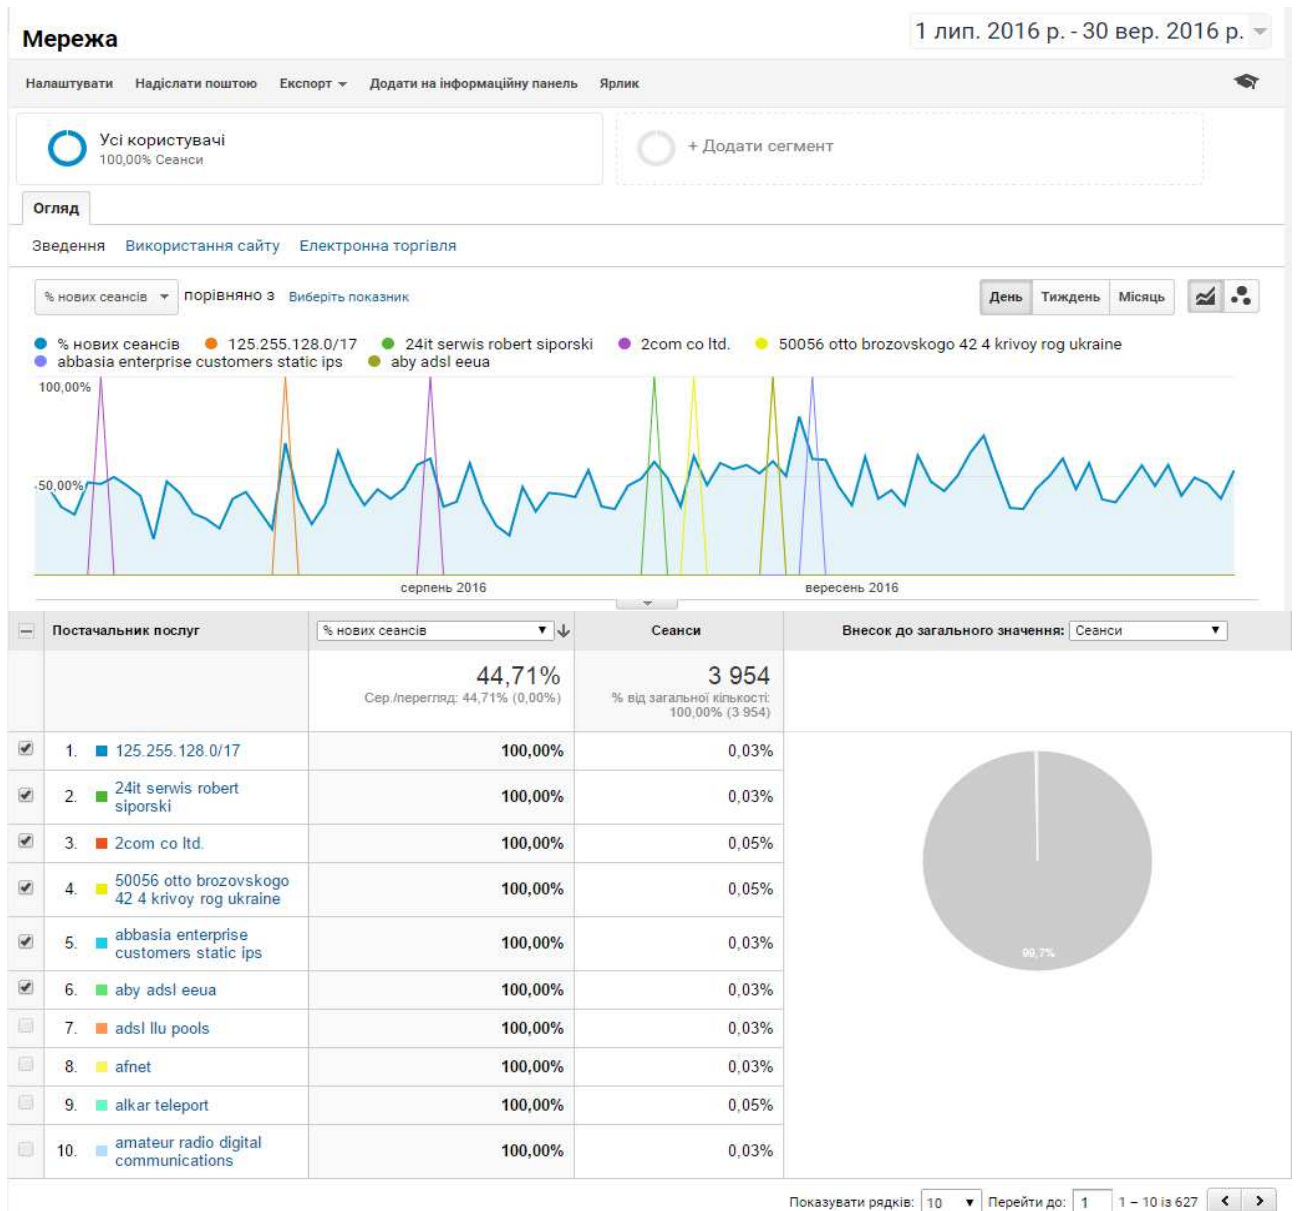 Мережа
1 лип. 2016 р. - 30 вер. 2016 р.
Налаштувати Надіслати поштою Експорт Додати на інформаційну панель Ярлик
Усі користувачі
100,00% Сеанси
+ Додати сегмент
Огляд
Зведення Використання сайту Електронна торгівля
% нових сеансів порівняно з Виберіть показник
День Тиждень Місяць
% нових сеансів 125.255.128.0/17 24it serwis robert siporski 2com co ltd. 50056 otto brozovskogo 42 4 krivoy rog ukraine
abbasia enterprise customers static ips aby adsl eeua
100,00%
50,00%
серпень 2016 вересень 2016
Постачальник послуг % нових сеансів Сеанси Внесок до загального значення: Сеанси
44,71% 3 954
Сер./перегляд: 44,71% (0,00%) % від загальної кількості:
100,00% (3 954)
1. 125.255.128.0/17 100,00% 0,03%
2. 24it serwis robert
siporski 100,00% 0,03%
3. 2com co ltd. 100,00% 0,05%
4. 50056 otto brozovskogo
42 4 krivoy rog ukraine 100,00% 0,05%
5. abbasia enterprise
customers static ips 100,00% 0,03%
6. aby adsl eeua 100,00% 0,03%
7. adsl llu pools 100,00% 0,03%
8. afnet 100,00% 0,03%
9. alkar teleport 100,00% 0,05%
10. amateur radio digital
communications 100,00% 0,03%
99,7%
Показувати рядків: 10 Перейти до: 1 1 – 10 із 627